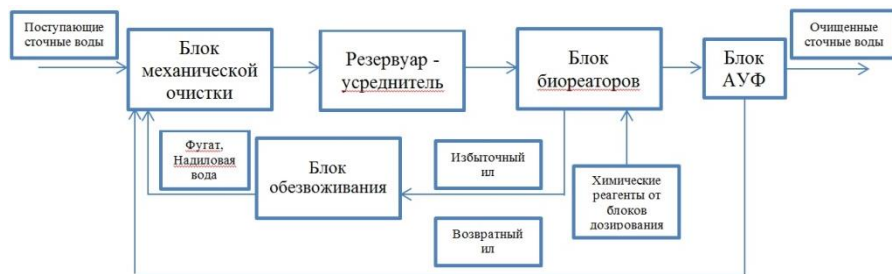 Поступающие
сточные воды
Блок
механической
очистки
Резервуар -
усреднитель
Блок
биореаторов
Блок
АУФ
Очищенные
сточные воды
Фугат,
Надиловая
вода
Блок
обезвоживания
Избыточный
ил
Возвратный
ил
Химические
реагенты от
блоков
дозирования